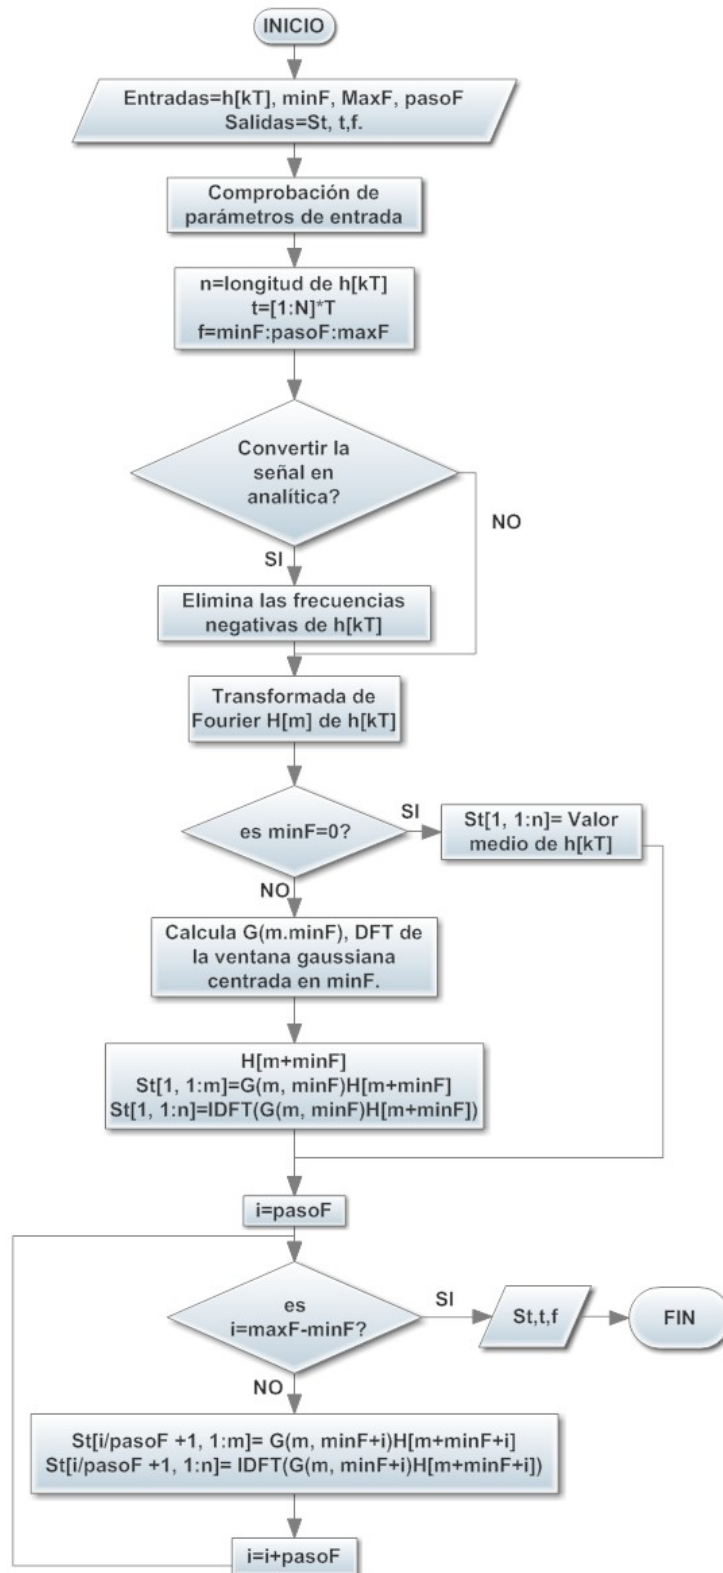 INICIO
Entradas=h[kT], minF, MaxF, pasoF
Salidas=St, t,f.
Comprobación de
parámetros de entrada
n=longitud de h[kT]
t=[1:N]*T
f=minF:pasoF:maxF
Convertir la
señal en
analítica?
NO
SI
Elimina las frecuencias
negativas de h[kT]
Transformada de
Fourier H[m] de h[kT]
es minF=0?
SI
St[1, 1:n]= Valor
medio de h[kT]
NO
Calcula G(m.minF), DFT de
la ventana gaussiana
centrada en minF.
H[m+minF]
St[1, 1:m]=G(m, minF)H[m+minF]
St[1, 1:n]=IDFT(G(m, minF)H[m+minF])
i=pasoF
es
i=maxF-minF?
SI
St,t,f
FIN
NO
St[i/pasoF +1, 1:m]= G(m, minF+i)H[m+minF+i]
St[i/pasoF +1, 1:n]= IDFT(G(m, minF+i)H[m+minF+i])
i=i+pasoF